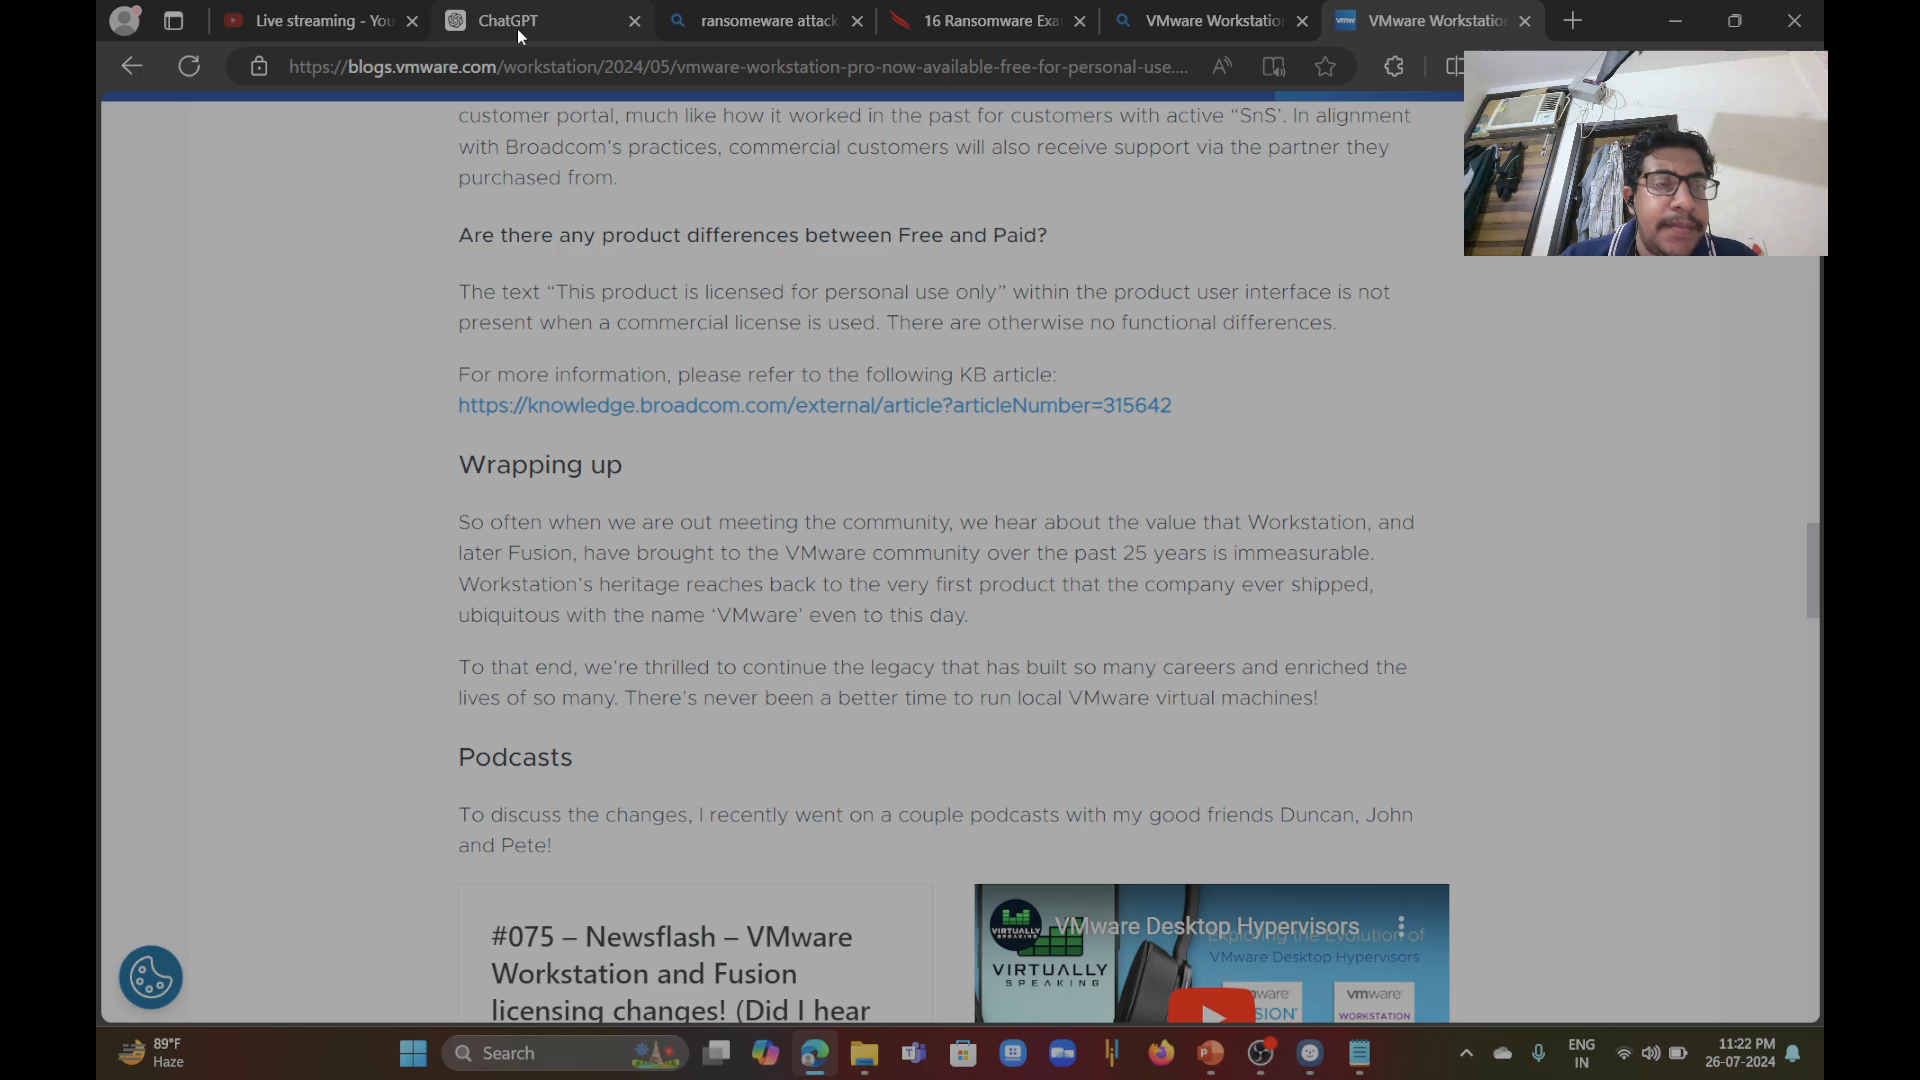 Live streaming - You
ChatGPT
ransomeware attack
16 Ransomware Exa
VMware Workstatio
vmw
VMware Workstatio
https://blogs.vmware.com/workstation/2024/05/vmware-workstation-pro-now-available-free-for-personal-use....
customer portal, much like how it worked in the past for customers with active “SnS’. In alignment
with Broadcom’s practices, commercial customers will also receive support via the partner they
purchased from.
Are there any product differences between Free and Paid?
The text “This product is licensed for personal use only” within the product user interface is not
present when a commercial license is used. There are otherwise no functional differences.
For more information, please refer to the following KB article:
https://knowledge.broadcom.com/external/article?articleNumber=315642
Wrapping up
So often when we are out meeting the community, we hear about the value that Workstation, and
later Fusion, have brought to the VMware community over the past 25 years is immeasurable.
Workstation’s heritage reaches back to the very first product that the company ever shipped,
ubiquitous with the name ‘VMware’ even to this day.
To that end, we’re thrilled to continue the legacy that has built so many careers and enriched the
lives of so many. There’s never been a better time to run local VMware virtual machines!
Podcasts
To discuss the changes, I recently went on a couple podcasts with my good friends Duncan, John
and Pete!
#075 – Newsflash – VMware
Workstation and Fusion
licensing changes! (Did I hear
VIRTUALLY
SPEAKING
VMware Desktop Hypervisors
Exploring the Evolution of
VMware Desktop Hypervisors
VIRTUALLY
SPEAKING
vmware
WORKSTATION
89°F
Haze
Search
ENG
IN
11:22 PM
26-07-2024